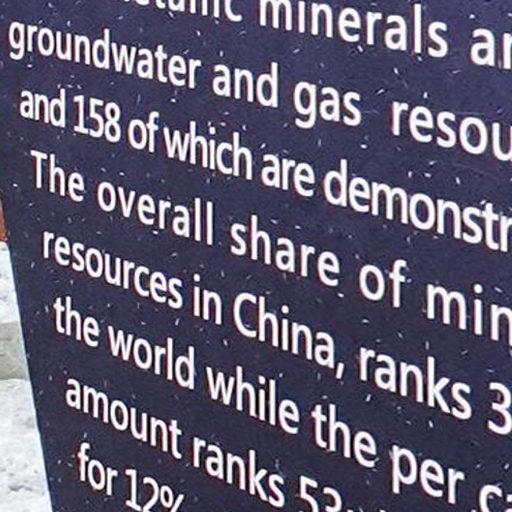 minerals
groundwater and gas resou
and 158 of which are demonstr
The overall share of min
resources in China, ranks 3
the world while the per c
amount ranks 53
for 12%